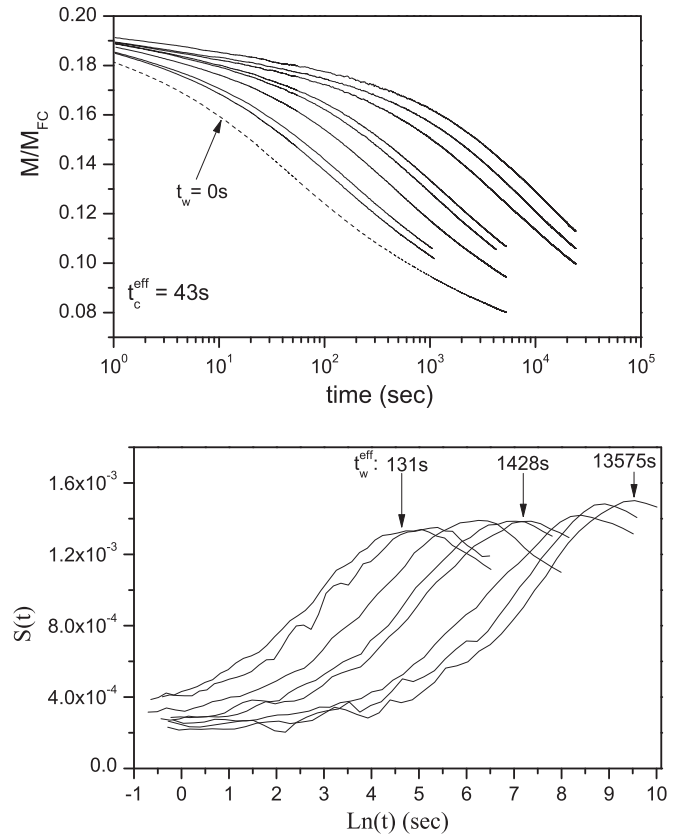 0.20
0.18
0.16
0.14
0.12
0.10
0.08
M/M_FC
t_w = 0s
t_c^eff = 43s
10^0 10^1 10^2 10^3 10^4 10^5
time (sec)
t_w^eff: 131s 1428s 13575s
1.6x10^-3
1.2x10^-3
8.0x10^-4
4.0x10^-4
0.0
S(t)
-1 0 1 2 3 4 5 6 7 8 9 10
Ln(t) (sec)